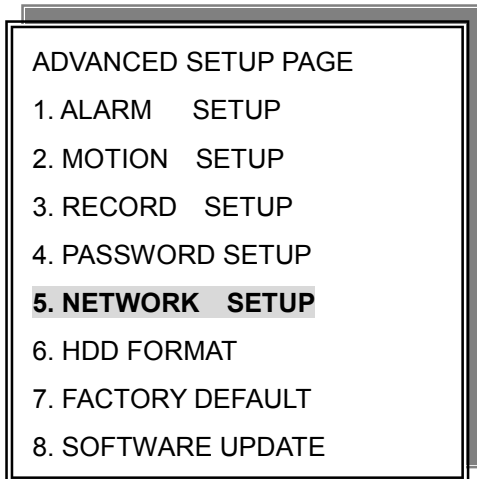 ADVANCED SETUP PAGE
1. ALARM SETUP
2. MOTION SETUP
3. RECORD SETUP
4. PASSWORD SETUP
5. NETWORK SETUP
6. HDD FORMAT
7. FACTORY DEFAULT
8. SOFTWARE UPDATE